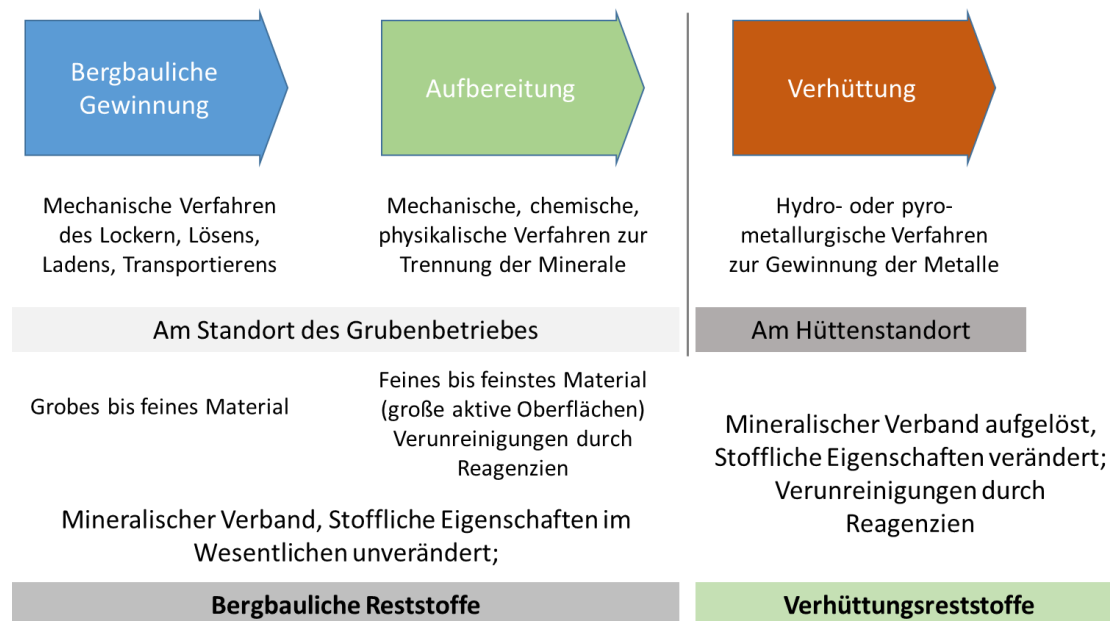 Bergbauliche
Gewinnung
Aufbereitung
Verhüttung
Mechanische Verfahren
des Lockern, Lösens,
Ladens, Transportierens
Mechanische, chemische,
physikalische Verfahren zur
Trennung der Minerale
Hydro- oder pyro-
metallurgische Verfahren
zur Gewinnung der Metalle
Am Standort des Grubenbetriebes
Am Hüttenstandort
Grobes bis feines Material
Feines bis feinstes Material
(große aktive Oberflächen)
Verunreinigungen durch
Reagenzien
Mineralischer Verband aufgelöst,
Stoffliche Eigenschaften verändert;
Verunreinigungen durch
Reagenzien
Mineralischer Verband, Stoffliche Eigenschaften im
Wesentlichen unverändert;
Bergbauliche Reststoffe
Verhüttungsreststoffe